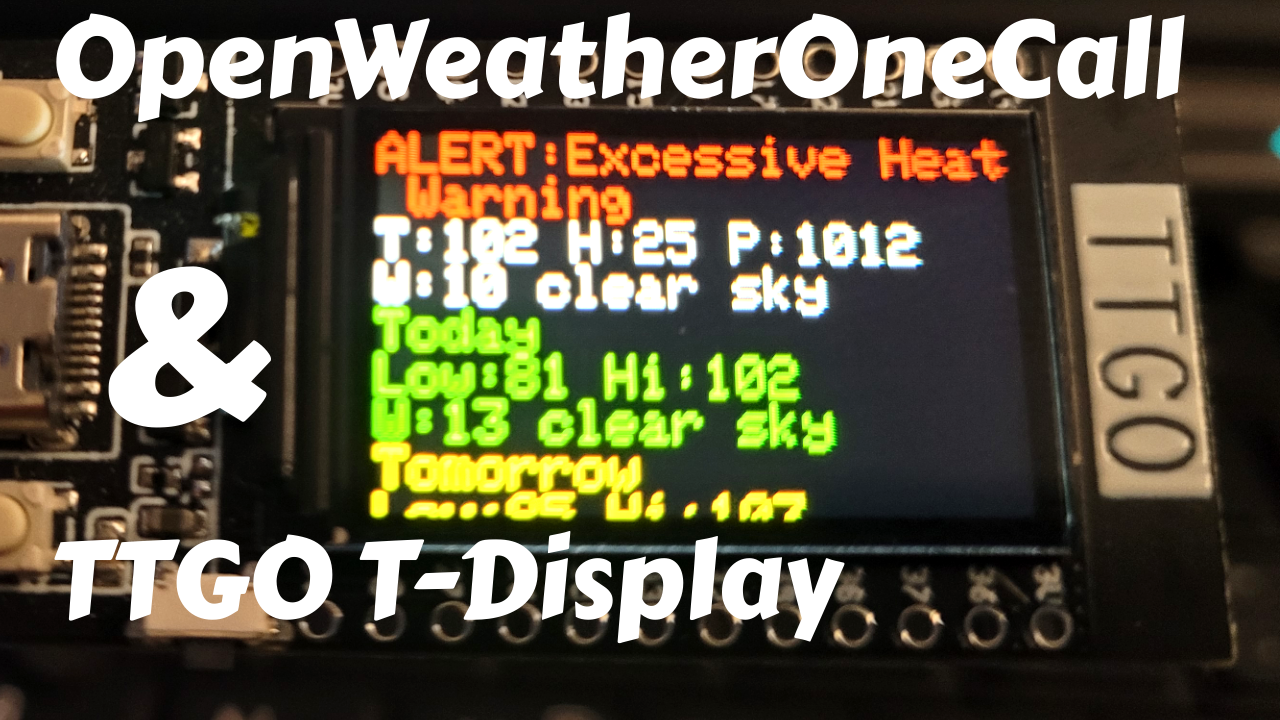 OpenWeatherOneCall
ALERT:Excessive Heat
Warning
T:102 H:25 P:1012
W:10 clear sky
Today
Low:81 Hi:102
W:13 clear sky
Tomorrow
&
TTGO
TTGO T-Display